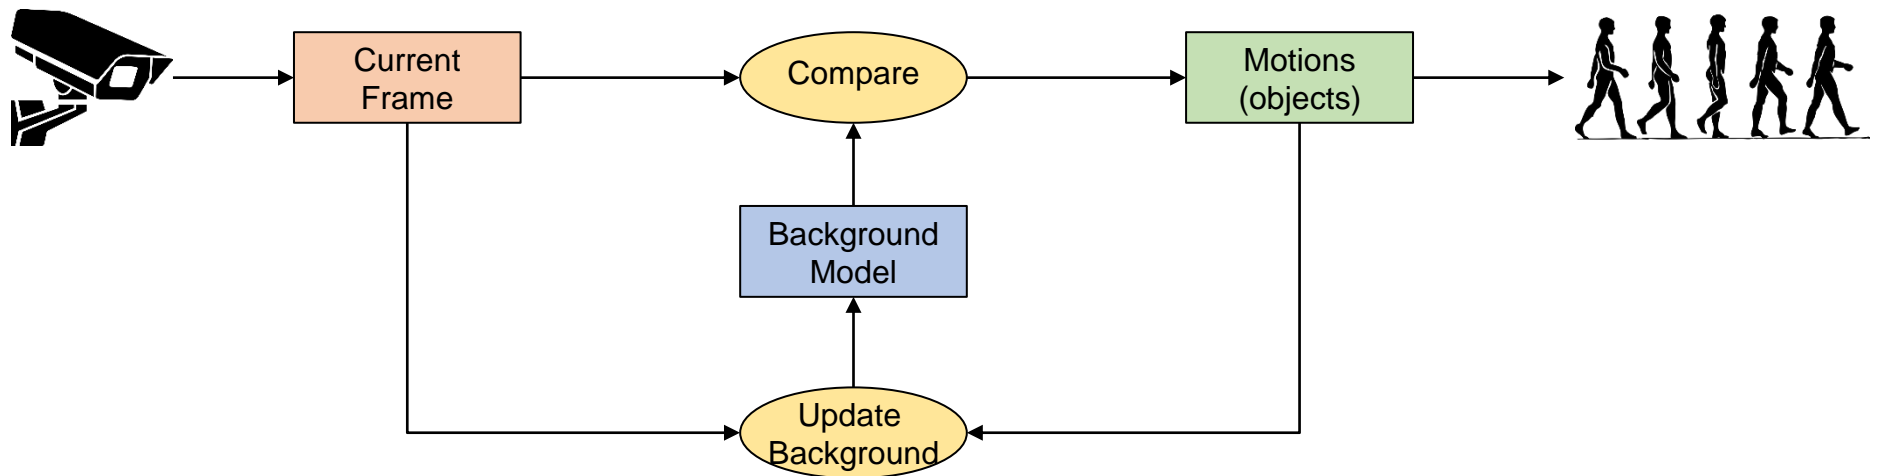 Current
Frame
Compare
Motions
(objects)
Background
Model
Update
Background